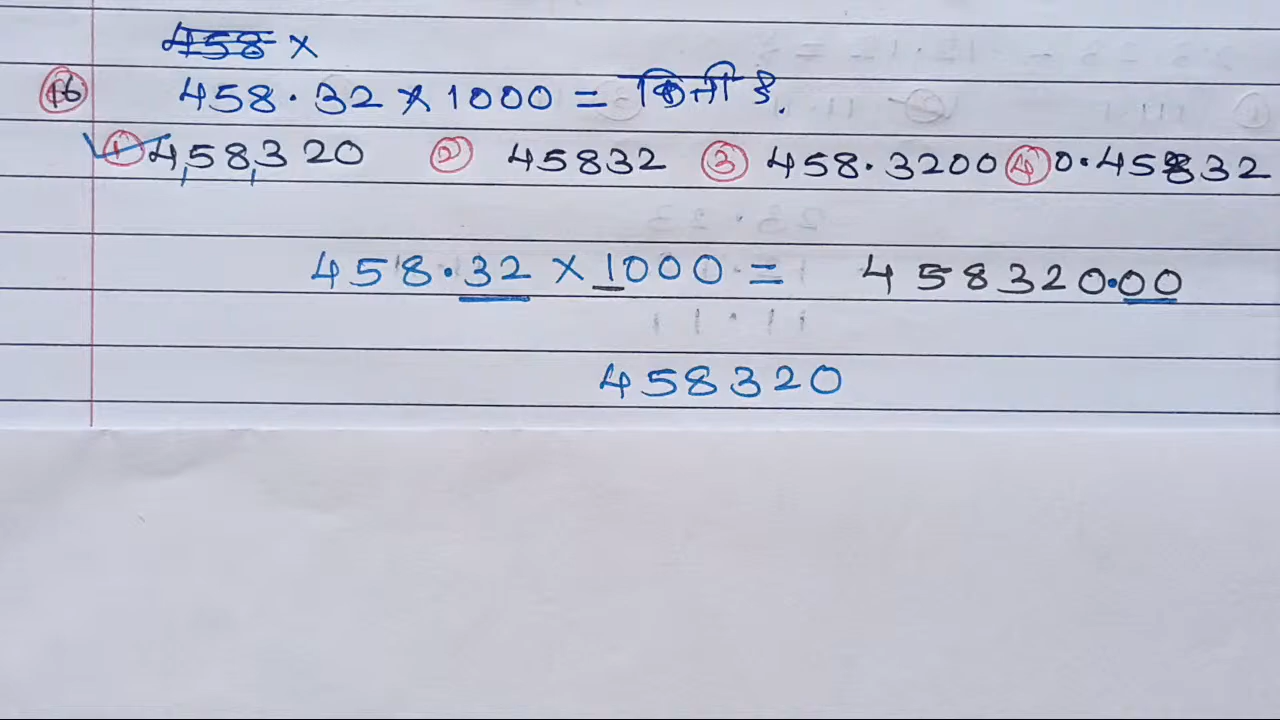 458 ×
16 458.32 × 1000 = किती है.
1 4,58,320 2 45832 3 458.3200 4 0.45832
458.32 × 1000 = 458320.00
458320